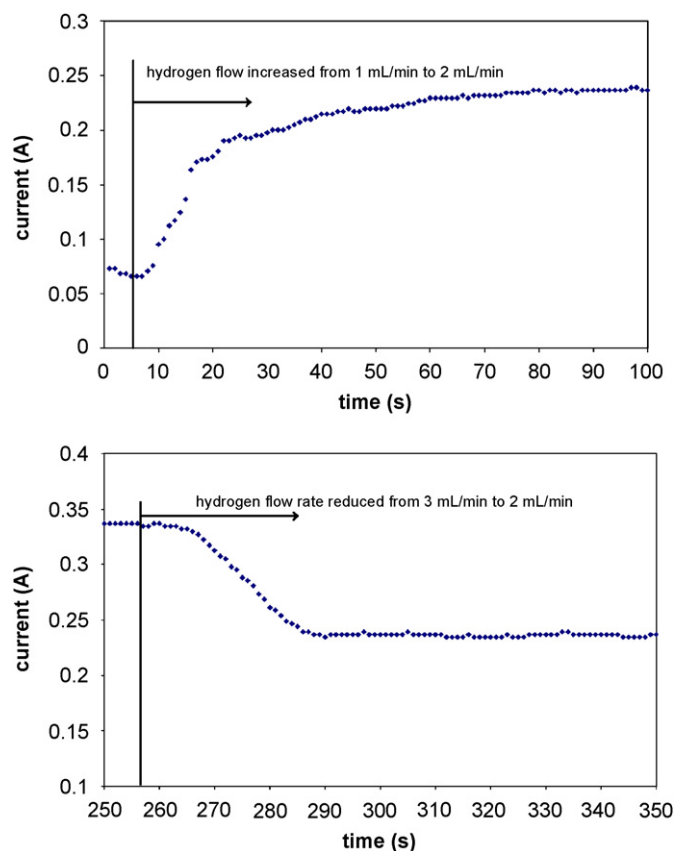 hydrogen flow increased from 1 mL/min to 2 mL/min
0.3
0.25
0.2
0.15
0.1
0.05
0
current (A)
0 10 20 30 40 50 60 70 80 90 100
time (s)
hydrogen flow rate reduced from 3 mL/min to 2 mL/min
0.4
0.35
0.3
0.25
0.2
0.15
0.1
current (A)
250 260 270 280 290 300 310 320 330 340 350
time (s)